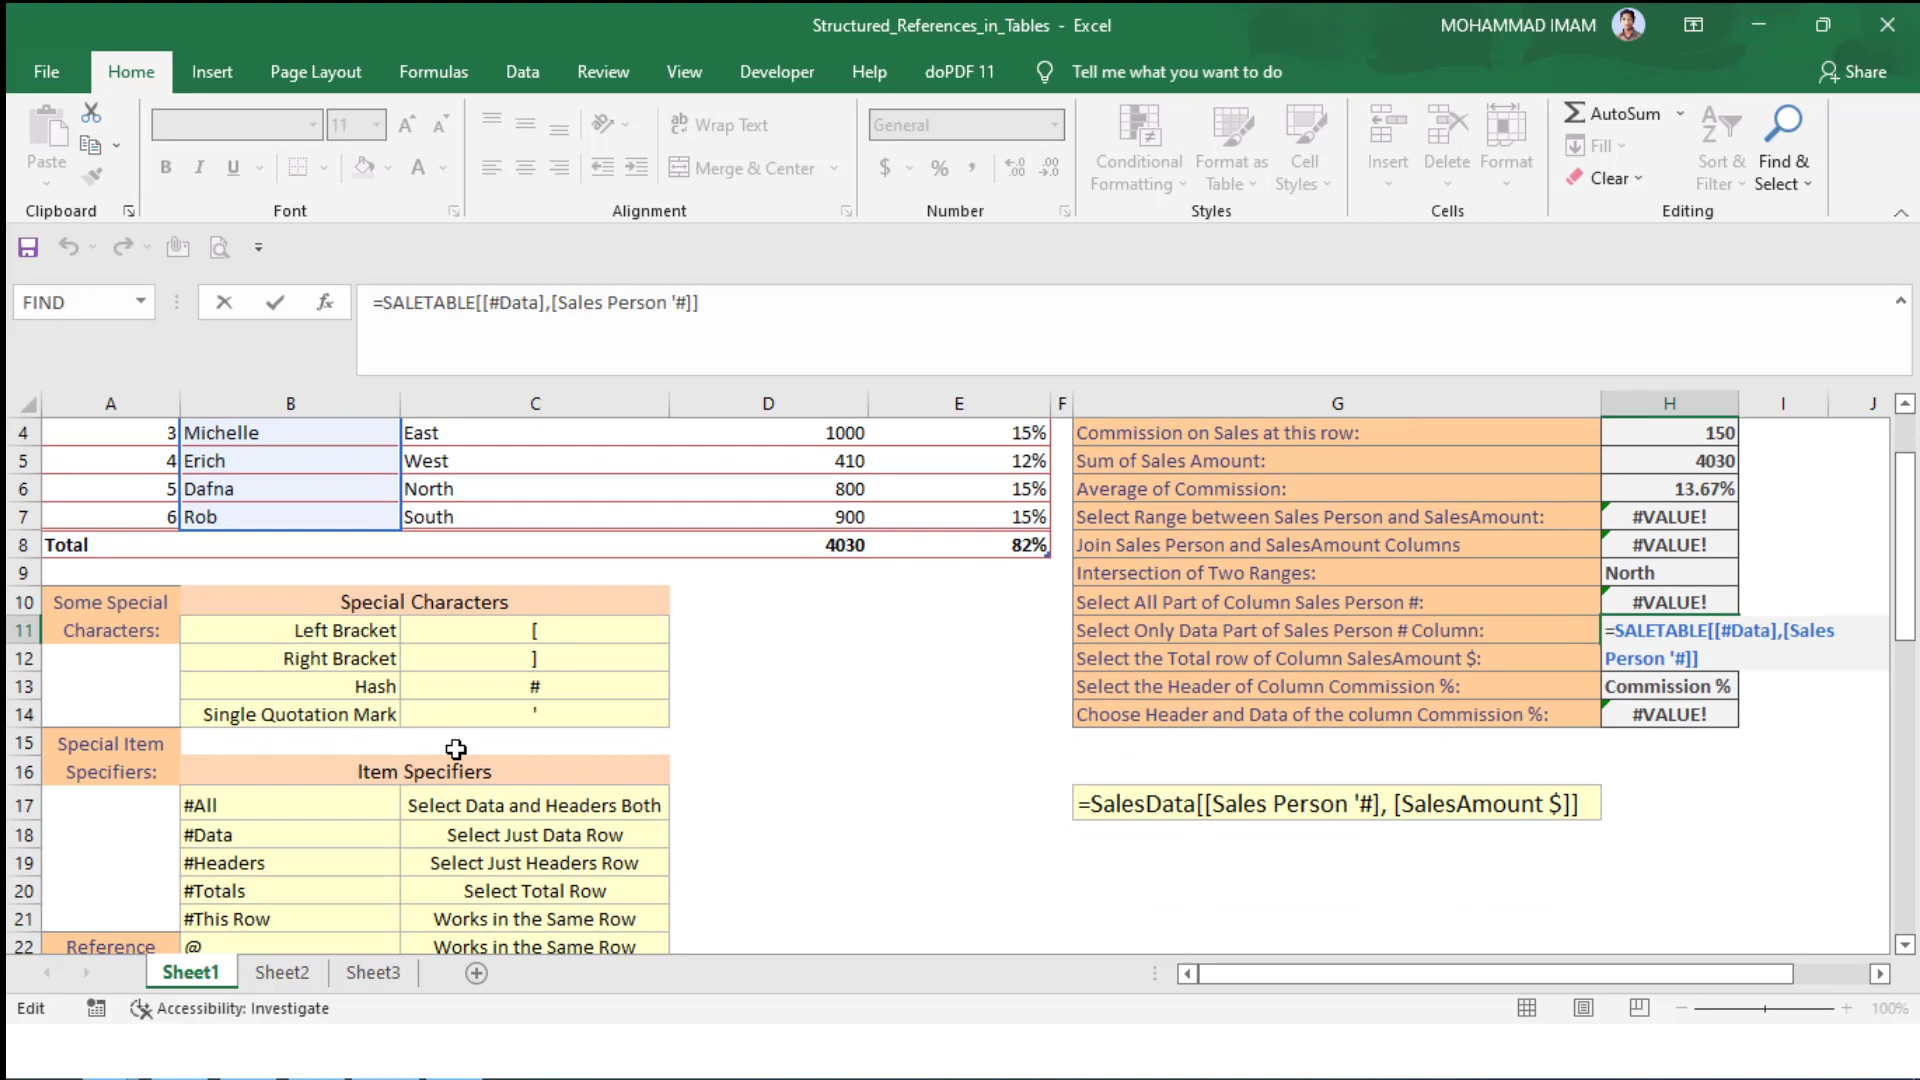 Structured_References_in_Tables - Excel
MOHAMMAD IMAM
File Home Insert Page Layout Formulas Data Review View Developer Help doPDF 11 Tell me what you want to do Share
Paste
Clipboard
11
B I U A
Font
ab Wrap Text
Merge & Center
Alignment
General
$ % ,
Number
Conditional Formatting
Format as Table
Cell Styles
Styles
Insert Delete Format
Cells
AutoSum
Fill
Clear
Sort & Filter
Find & Select
Editing
FIND fx =SALETABLE[[#Data],[Sales Person '#]]
A B C D E F G H I J
4 3 Michelle East 1000 15% Commission on Sales at this row: 150
5 4 Erich West 410 12% Sum of Sales Amount: 4030
6 5 Dafna North 800 15% Average of Commission: 13.67%
7 6 Rob South 900 15% Select Range between Sales Person and SalesAmount: #VALUE!
8 Total 4030 82% Join Sales Person and SalesAmount Columns #VALUE!
9 Intersection of Two Ranges: North
10 Some Special Special Characters Select All Part of Column Sales Person #: #VALUE!
11 Characters: Left Bracket [ Select Only Data Part of Sales Person # Column: =SALETABLE[[#Data],[Sales
12 Right Bracket ] Select the Total row of Column SalesAmount $: Person '#]]
13 Hash # Select the Header of Column Commission %: Commission %
14 Single Quotation Mark ' Choose Header and Data of the column Commission %: #VALUE!
15 Special Item
16 Specifiers: Item Specifiers
17 #All Select Data and Headers Both =SalesData[[Sales Person '#], [SalesAmount $]]
18 #Data Select Just Data Row
19 #Headers Select Just Headers Row
20 #Totals Select Total Row
21 #This Row Works in the Same Row
22 Reference @ Works in the Same Row
Sheet1 Sheet2 Sheet3
Edit Accessibility: Investigate 100%